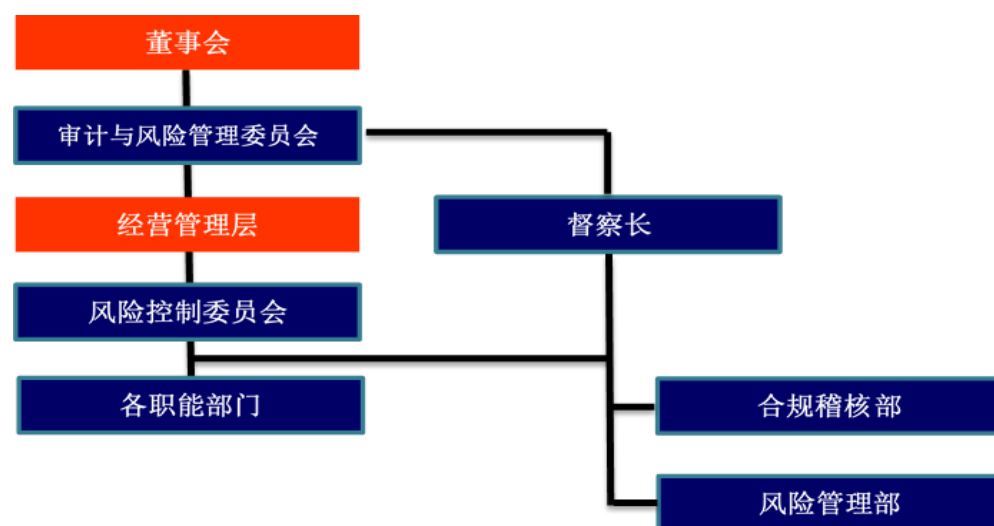 董事会
审计与风险管理委员会
经营管理层
督察长
风险控制委员会
各职能部门
合规稽核部
风险管理部